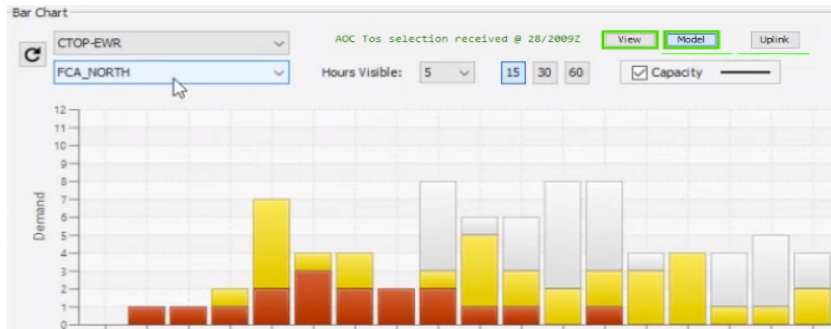 Bar Chart
CTOP-EWR
AOC Tos selection received @ 28/2009Z
View
Model
Uplink
FCA_NORTH
Hours Visible:
5
15
30
60
Capacity
12
11
10
9
8
7
6
5
4
3
2
1
0
Demand